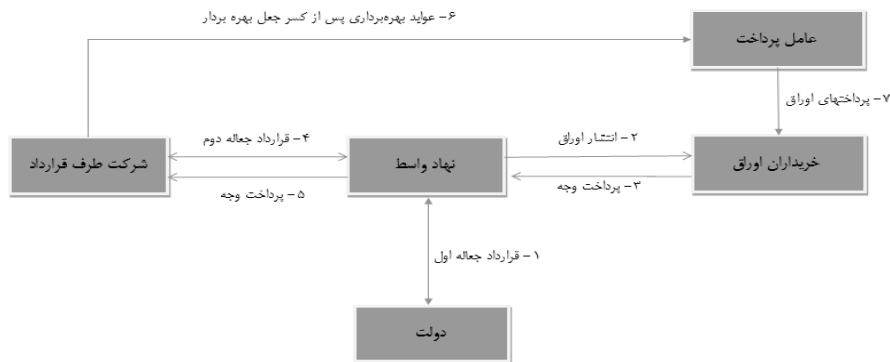 ۶- عواید بهره‌برداری پس از کسر جعل بهره بردار
عامل پرداخت
۷- پرداختهای اوراق
خریداران اوراق
۲- انتشار اوراق
۳- پرداخت وجه
نهاد واسط
۴- قرارداد جعاله دوم
۵- پرداخت وجه
شرکت طرف قرارداد
۱- قرارداد جعاله اول
دولت